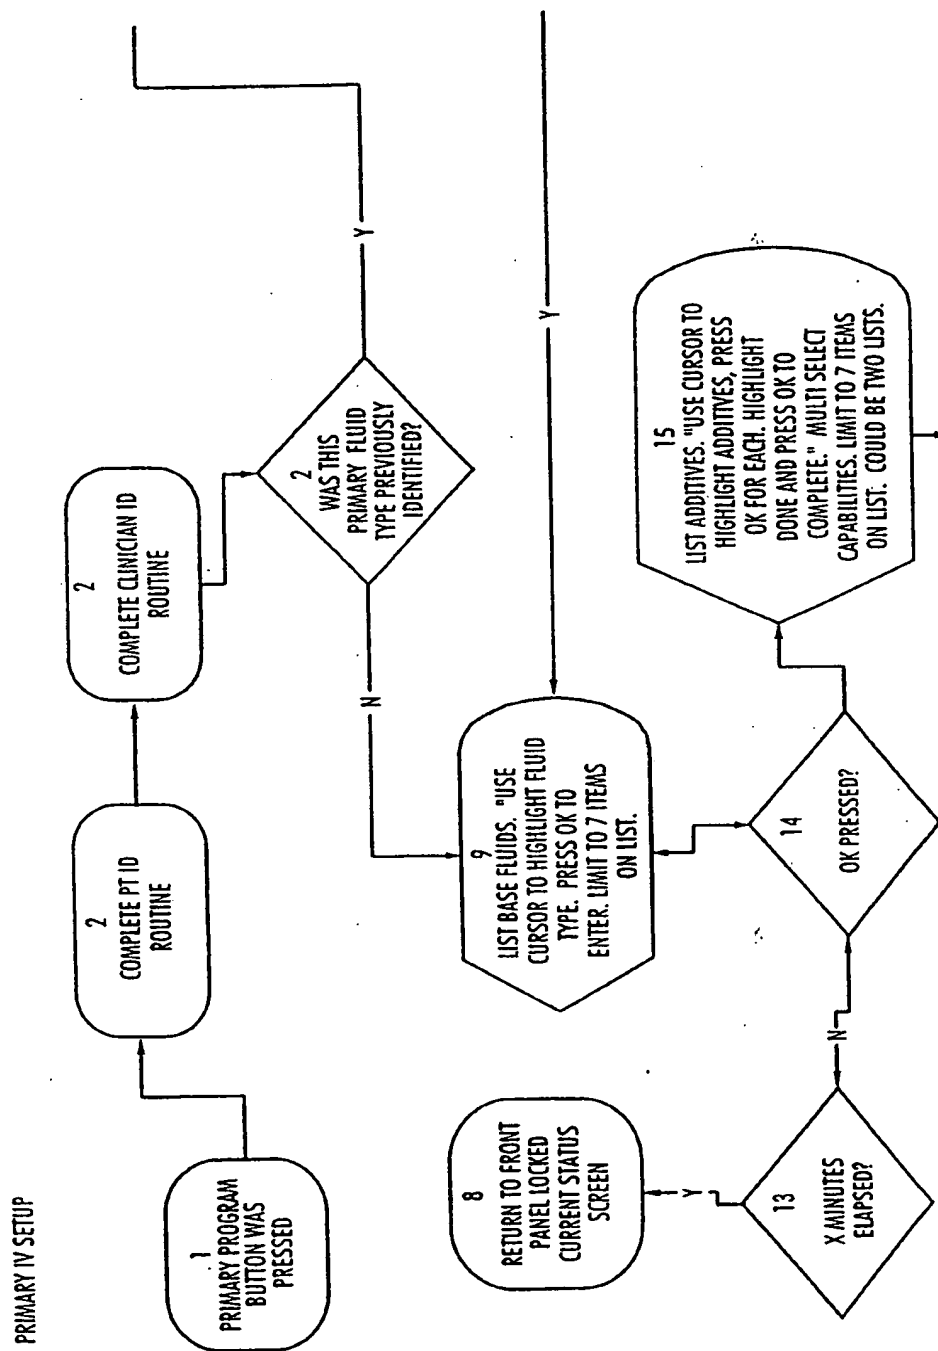 PRIMARY IV SETUP
1
PRIMARY PROGRAM
BUTTON WAS
PRESSED
2
COMPLETE PT ID
ROUTINE
2
COMPLETE CLINICIAN ID
ROUTINE
2
WAS THIS
PRIMARY FLUID
TYPE PREVIOUSLY
IDENTIFIED?
N
Y
9
LIST BASE FLUIDS. "USE
CURSOR TO HIGHLIGHT FLUID
TYPE. PRESS OK TO
ENTER. LIMIT TO 7 ITEMS
ON LIST.
Y
8
RETURN TO FRONT
PANEL LOCKED
CURRENT STATUS
SCREEN
Y
13
X MINUTES
ELAPSED?
N
14
OK PRESSED?
15
LIST ADDITIVES. "USE CURSOR TO
HIGHLIGHT ADDITIVES, PRESS
OK FOR EACH. HIGHLIGHT
DONE AND PRESS OK TO
COMPLETE." MULTI SELECT
CAPABILITIES. LIMIT TO 7 ITEMS
ON LIST. COULD BE TWO LISTS.